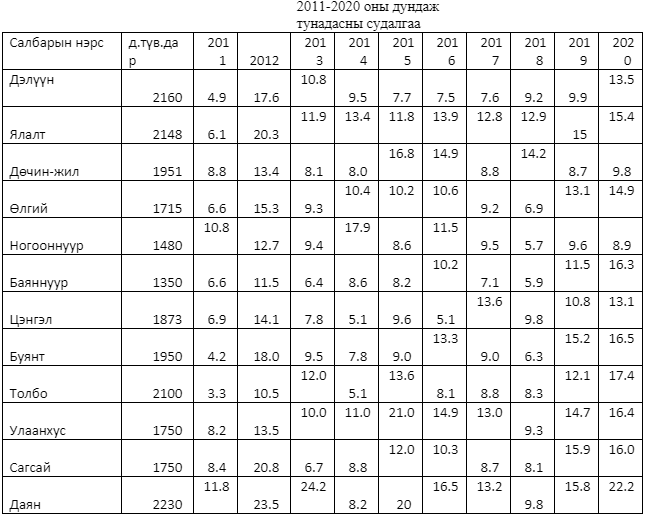 2011-2020 оны дундаж
тунадасны судалгаа
Салбарын нэрс д.түв.дар 2011 2012 2013 2014 2015 2016 2017 2018 2019 2020
Дэлүүн 2160 4.9 17.6 10.8 9.5 7.7 7.5 7.6 9.2 9.9 13.5
Ялалт 2148 6.1 20.3 11.9 13.4 11.8 13.9 12.8 12.9 15 15.4
Дөчин-жил 1951 8.8 13.4 8.1 8.0 16.8 14.9 8.8 14.2 8.7 9.8
Өлгий 1715 6.6 15.3 9.3 10.4 10.2 10.6 9.2 6.9 13.1 14.9
Ногооннуур 1480 10.8 12.7 9.4 17.9 8.6 11.5 9.5 5.7 9.6 8.9
Баяннуур 1350 6.6 11.5 6.4 8.6 8.2 10.2 7.1 5.9 11.5 16.3
Цэнгэл 1873 6.9 14.1 7.8 5.1 9.6 5.1 13.6 9.8 10.8 13.1
Буянт 1950 4.2 18.0 9.5 7.8 9.0 13.3 9.0 6.3 15.2 16.5
Толбо 2100 3.3 10.5 12.0 5.1 13.6 8.1 8.8 8.3 12.1 17.4
Улаанхус 1750 8.2 13.5 10.0 11.0 21.0 14.9 13.0 9.3 14.7 16.4
Сагсай 1750 8.4 20.8 6.7 8.8 12.0 10.3 8.7 8.1 15.9 16.0
Даян 2230 11.8 23.5 24.2 8.2 20 16.5 13.2 9.8 15.8 22.2